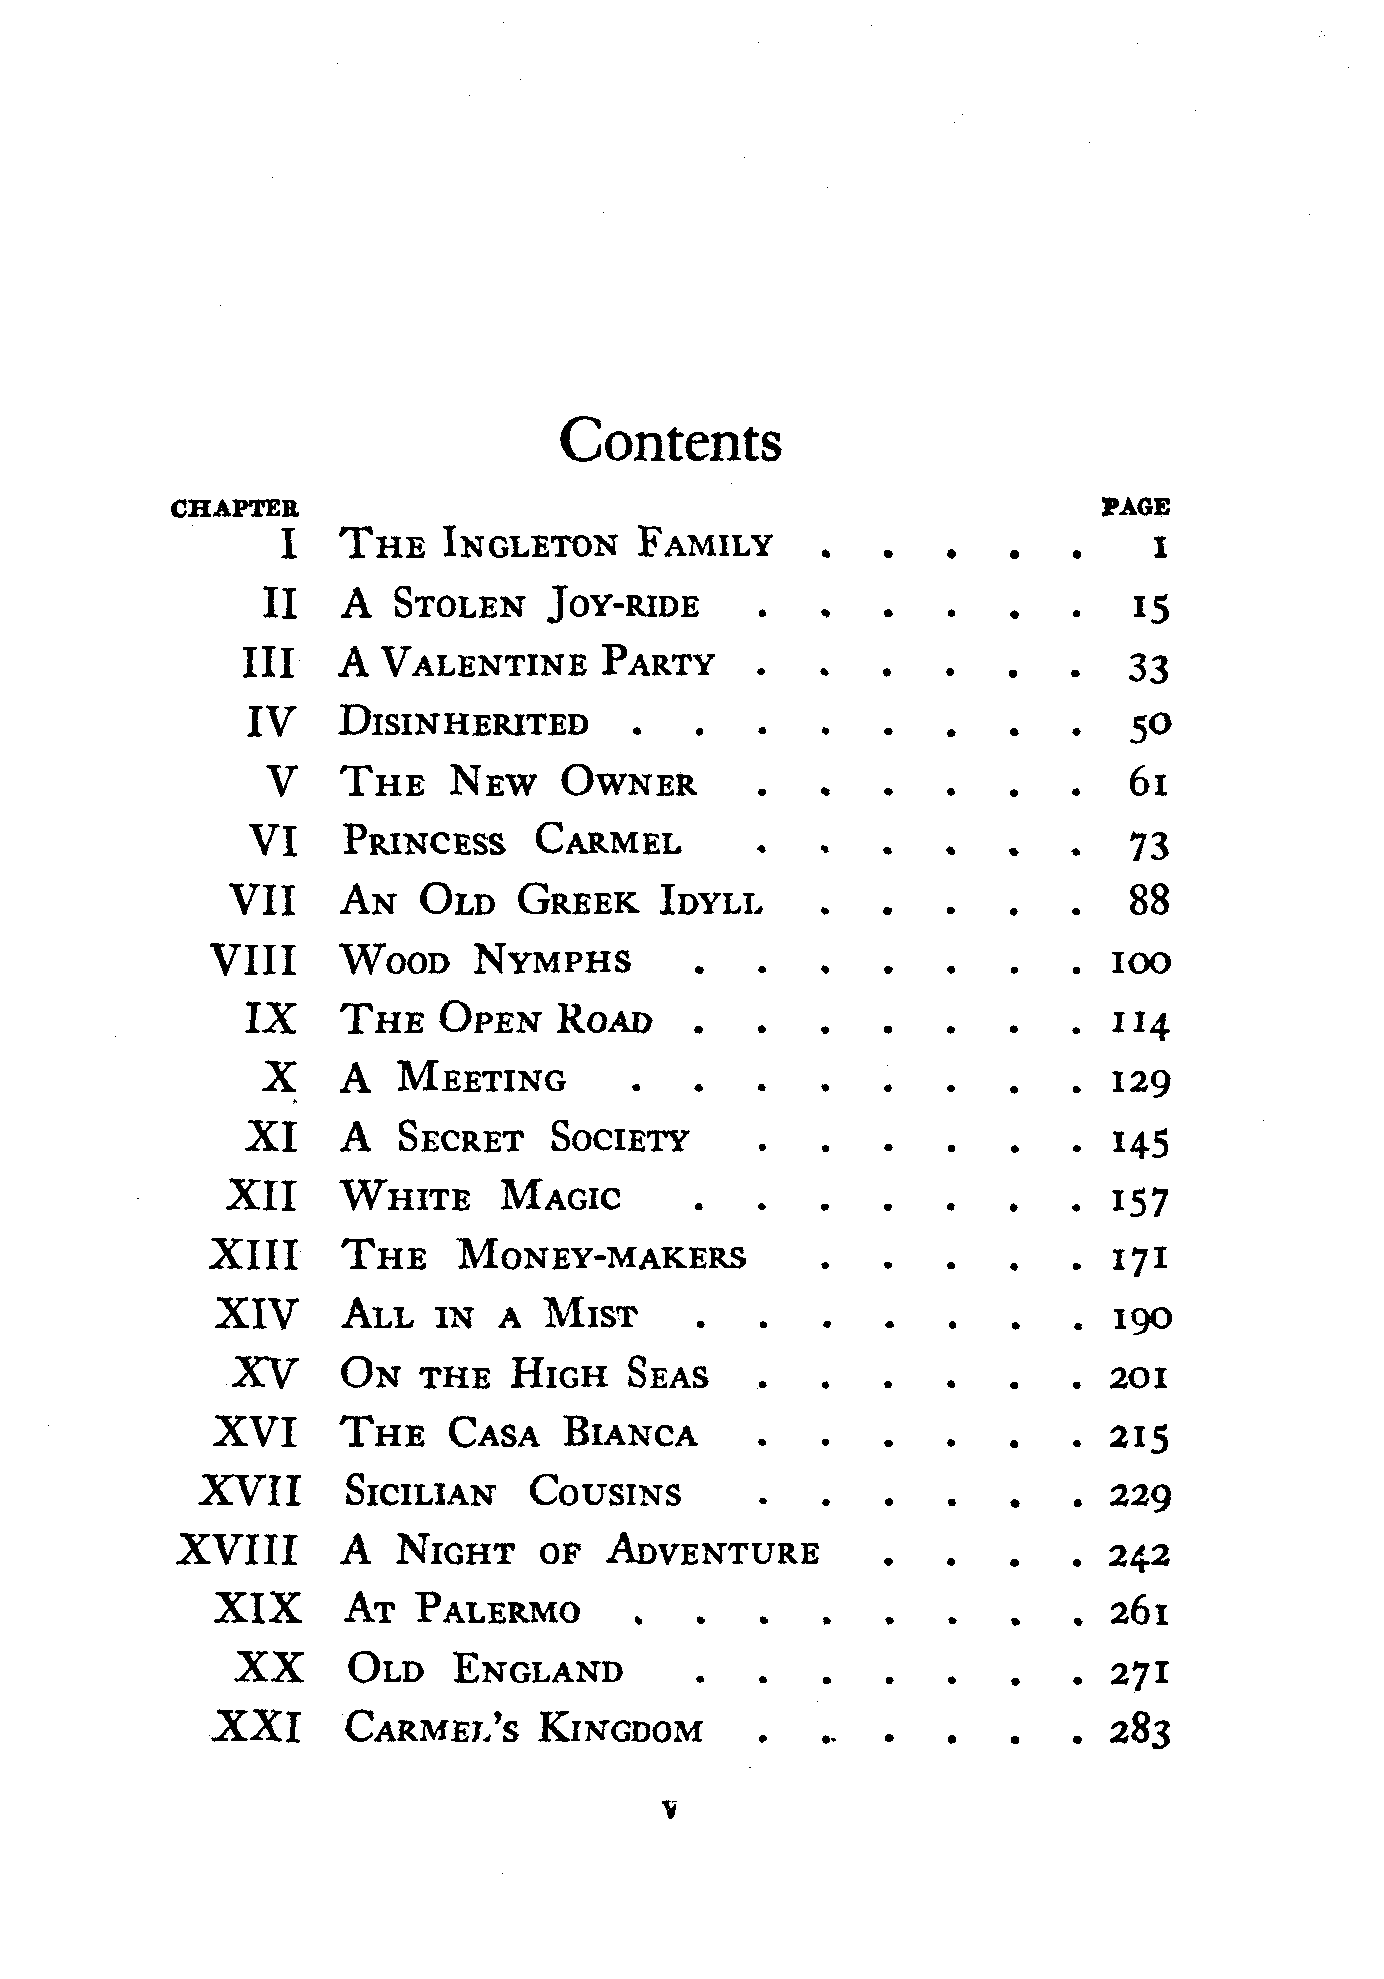 Contents
CHAPTER PAGE
I The Ingleton Family . . . . . 1
II A Stolen Joy-ride . . . . . . 15
III A Valentine Party . . . . . . 33
IV Disinherited . . . . . . . . 50
V The New Owner . . . . . . 61
VI Princess Carmel . . . . . . 73
VII An Old Greek Idyll . . . . . 88
VIII Wood Nymphs . . . . . . . 100
IX The Open Road . . . . . . . 114
X A Meeting . . . . . . . . 129
XI A Secret Society . . . . . . 145
XII White Magic . . . . . . . 157
XIII The Money-makers . . . . . 171
XIV All in a Mist . . . . . . . 190
XV On the High Seas . . . . . . 201
XVI The Casa Bianca . . . . . . 215
XVII Sicilian Cousins . . . . . . 229
XVIII A Night of Adventure . . . . 242
XIX At Palermo . . . . . . . . 261
XX Old England . . . . . . . 271
XXI Carmel's Kingdom . . . . . . 283
v